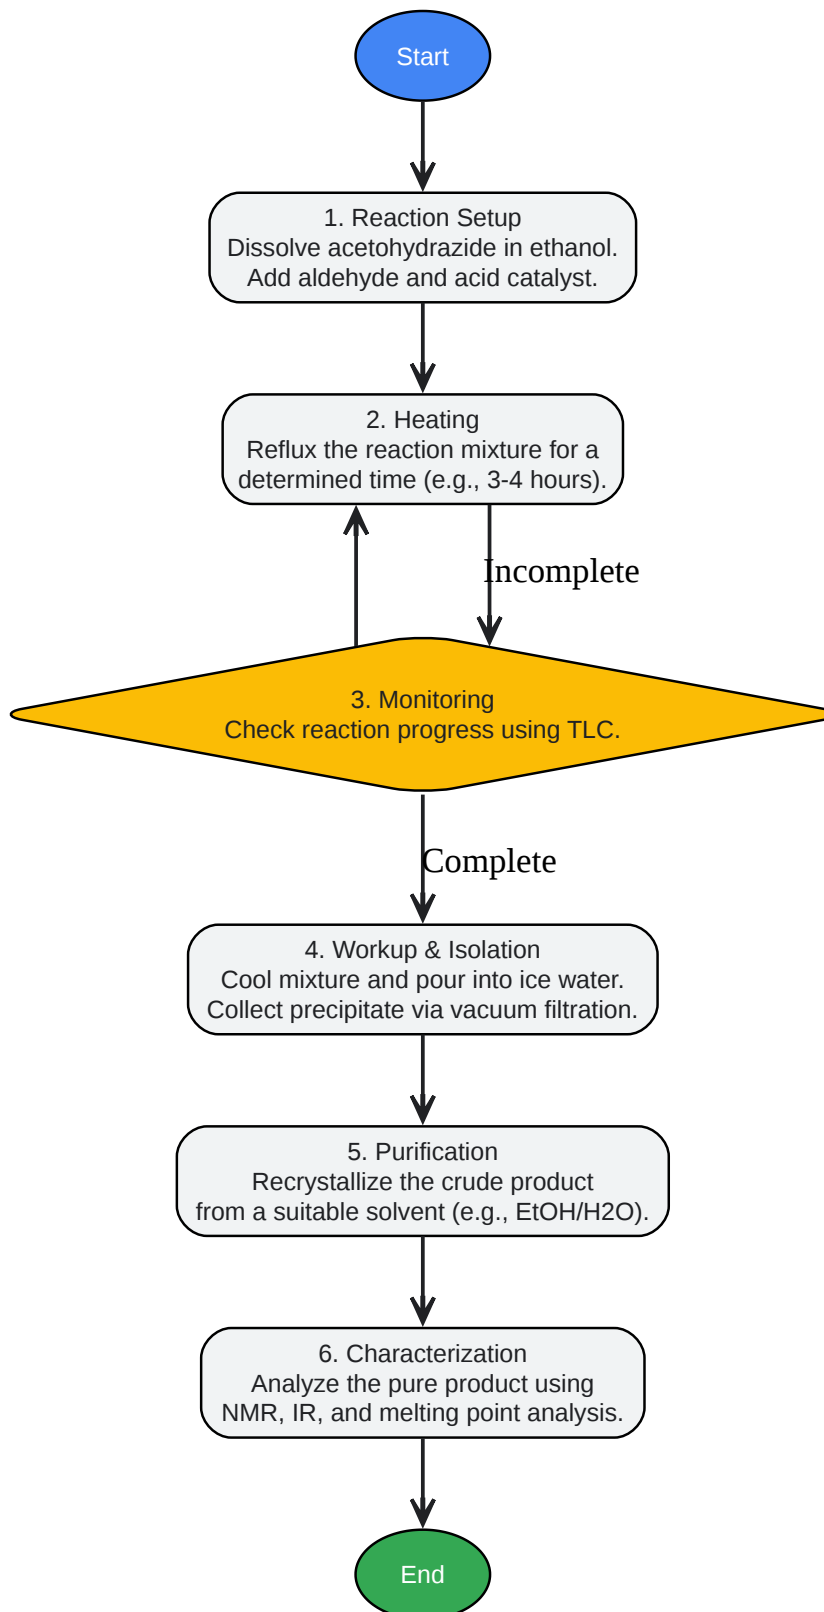 Start
1. Reaction Setup
Dissolve acetohydrazide in ethanol.
Add aldehyde and acid catalyst.
2. Heating
Reflux the reaction mixture for a
determined time (e.g., 3-4 hours).
Incomplete
3. Monitoring
Check reaction progress using TLC.
Complete
4. Workup & Isolation
Cool mixture and pour into ice water.
Collect precipitate via vacuum filtration.
5. Purification
Recrystallize the crude product
from a suitable solvent (e.g., EtOH/H2O).
6. Characterization
Analyze the pure product using
NMR, IR, and melting point analysis.
End